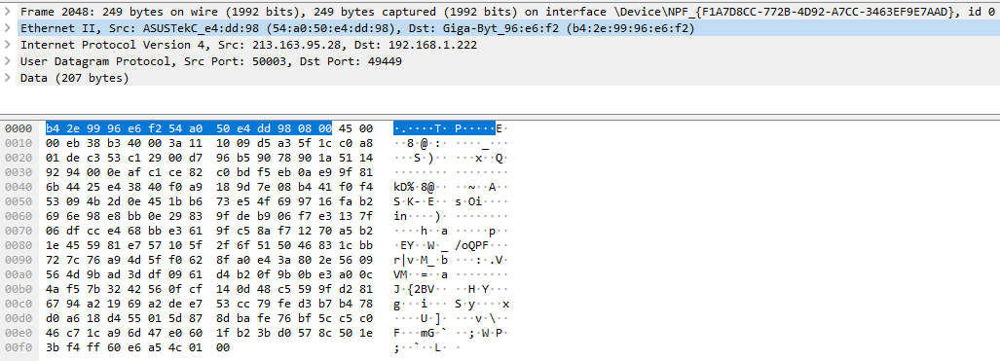 Frame 2048: 249 bytes on wire (1992 bits), 249 bytes captured (1992 bits) on interface \Device\NPF_{F1A7D8CC-772B-4D92-A7CC-3463EF9E7AAD}, id 0
Ethernet II, Src: ASUSTekC_e4:dd:98 (54:a0:50:e4:dd:98), Dst: Giga-Byt_96:e6:f2 (b4:2e:99:96:e6:f2)
Internet Protocol Version 4, Src: 213.163.95.28, Dst: 192.168.1.222
User Datagram Protocol, Src Port: 50003, Dst Port: 49449
Data (207 bytes)
0000 b4 2e 99 96 e6 f2 54 a0 50 e4 dd 98 08 00 45 00 ·.····T· P·····E·
0010 00 eb 38 b3 40 00 3a 11 10 09 d5 a3 5f 1c c0 a8 ··8·@·:· ····_···
0020 01 de c3 53 c1 29 00 d7 96 b5 90 78 90 1a 51 14 ···S·)·· ···x··Q·
0030 92 94 00 0e af c1 ce 82 c0 bd f5 eb 0a e9 9f 81 ········ ········
0040 6b 44 25 e4 38 40 f0 a9 18 9d 7e 08 b4 41 f0 f4 kD%·8@·· ··~··A··
0050 53 09 4b 2d 0e 45 1b b6 73 e5 4f 69 97 16 fa b2 S·K-·E·· s·Oi····
0060 69 6e 98 e8 bb 0e 29 83 9f de b9 06 f7 e3 13 7f in····)· ········
0070 06 df cc e4 68 bb e3 61 9f c5 8a f7 12 70 a5 b2 ····h··a ·····p··
0080 1e 45 59 81 e7 57 10 5f 2f 6f 51 50 46 83 1c bb ·EY··W·_ /oQPF···
0090 72 7c 76 a9 4d 5f f0 62 8f a0 e4 3a 80 2e 56 09 r|v·M_·b ···:·.V·
00a0 56 4d 9b ad 3d df 09 61 d4 b2 0f 9b 0b e3 a0 0c VM··=··a ········
00b0 4a f5 7b 32 42 56 0f cf 14 0d 48 c5 59 9f d2 81 J·{2BV·· ··H·Y···
00c0 67 94 a2 19 69 a2 de e7 53 cc 79 fe d3 b7 b4 78 g···i··· S·y····x
00d0 d0 a6 18 d4 55 01 5d 87 8d ba fe 76 bf 5c c5 c0 ····U·]· ···v·\··
00e0 46 c7 1c a9 6d 47 e0 60 1f b2 3b d0 57 8c 50 1e F···mG·` ··;·W·P·
00f0 3b f4 ff 60 e6 a5 4c 01 00 ;··`··L· ·